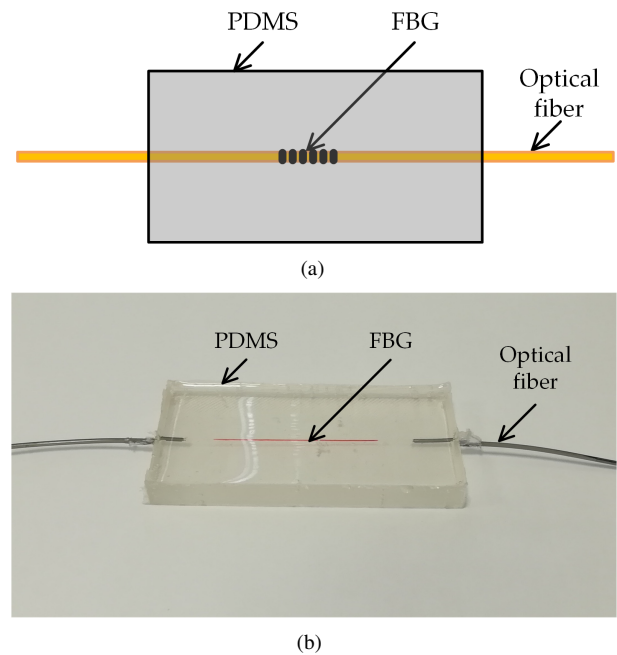 PDMS
FBG
Optical
fiber
(a)
PDMS
FBG
Optical
fiber
(b)